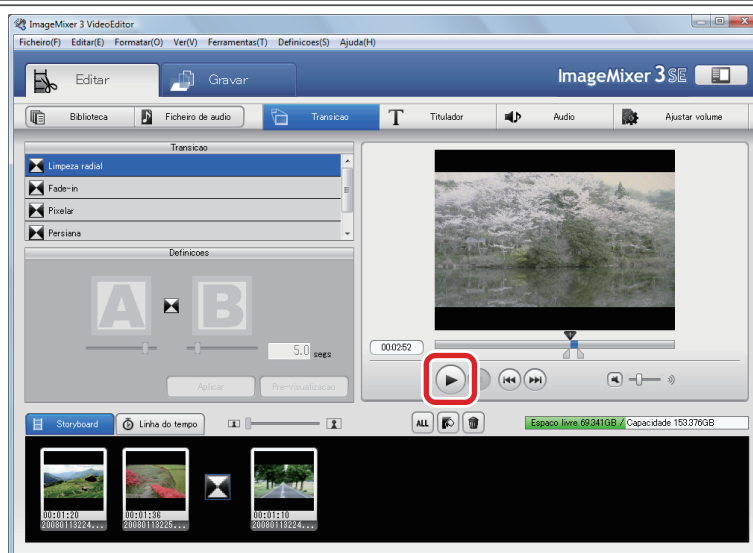 ImageMixer 3 VideoEditor
Ficheiro(F) Editar(E) Formatar(O) Ver(V) Ferramentas(T) Definicoes(S) Ajuda(H)
Editar Gravar ImageMixer 3 SE
Biblioteca Ficheiro de audio Transicao T Titulador Audio Ajustar volume
Transicao
Limpeza radial
Fade-in
Pixelar
Persiana
Definicoes
A B
5.0 segs
Aplicar Pre-visualizacao
00:02:52
Storyboard Linha do tempo ALL Espaco livre 69.341GB / Capacidade 153.376GB
00:01:20 00:01:36 00:01:10
20080113224... 20080113225... 20080113224...